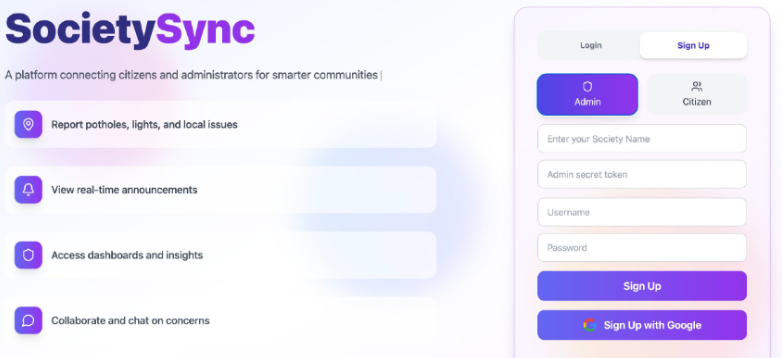 SocietySync
A platform connecting citizens and administrators for smarter communities|
Report potholes, lights, and local issues
View real-time announcements
Access dashboards and insights
Collaborate and chat on concerns
Login
Sign Up
Admin
Citizen
Enter your Society Name
Admin secret token
Username
Password
Sign Up
Sign Up with Google